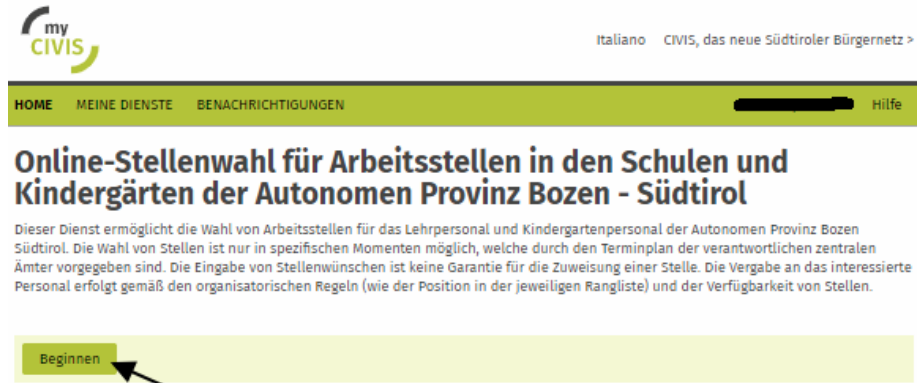 my
CIVIS
Italiano CIVIS, das neue Südtiroler Bürgernetz >
HOME MEINE DIENSTE BENACHRICHTIGUNGEN Hilfe
Online-Stellenwahl für Arbeitsstellen in den Schulen und
Kindergärten der Autonomen Provinz Bozen - Südtirol
Dieser Dienst ermöglicht die Wahl von Arbeitsstellen für das Lehrpersonal und Kindergartenpersonal der Autonomen Provinz Bozen
Südtirol. Die Wahl von Stellen ist nur in spezifischen Momenten möglich, welche durch den Terminplan der verantwortlichen zentralen
Ämter vorgegeben sind. Die Eingabe von Stellenwünschen ist keine Garantie für die Zuweisung einer Stelle. Die Vergabe an das interessierte
Personal erfolgt gemäß den organisatorischen Regeln (wie der Position in der jeweiligen Rangliste) und der Verfügbarkeit von Stellen.
Beginnen